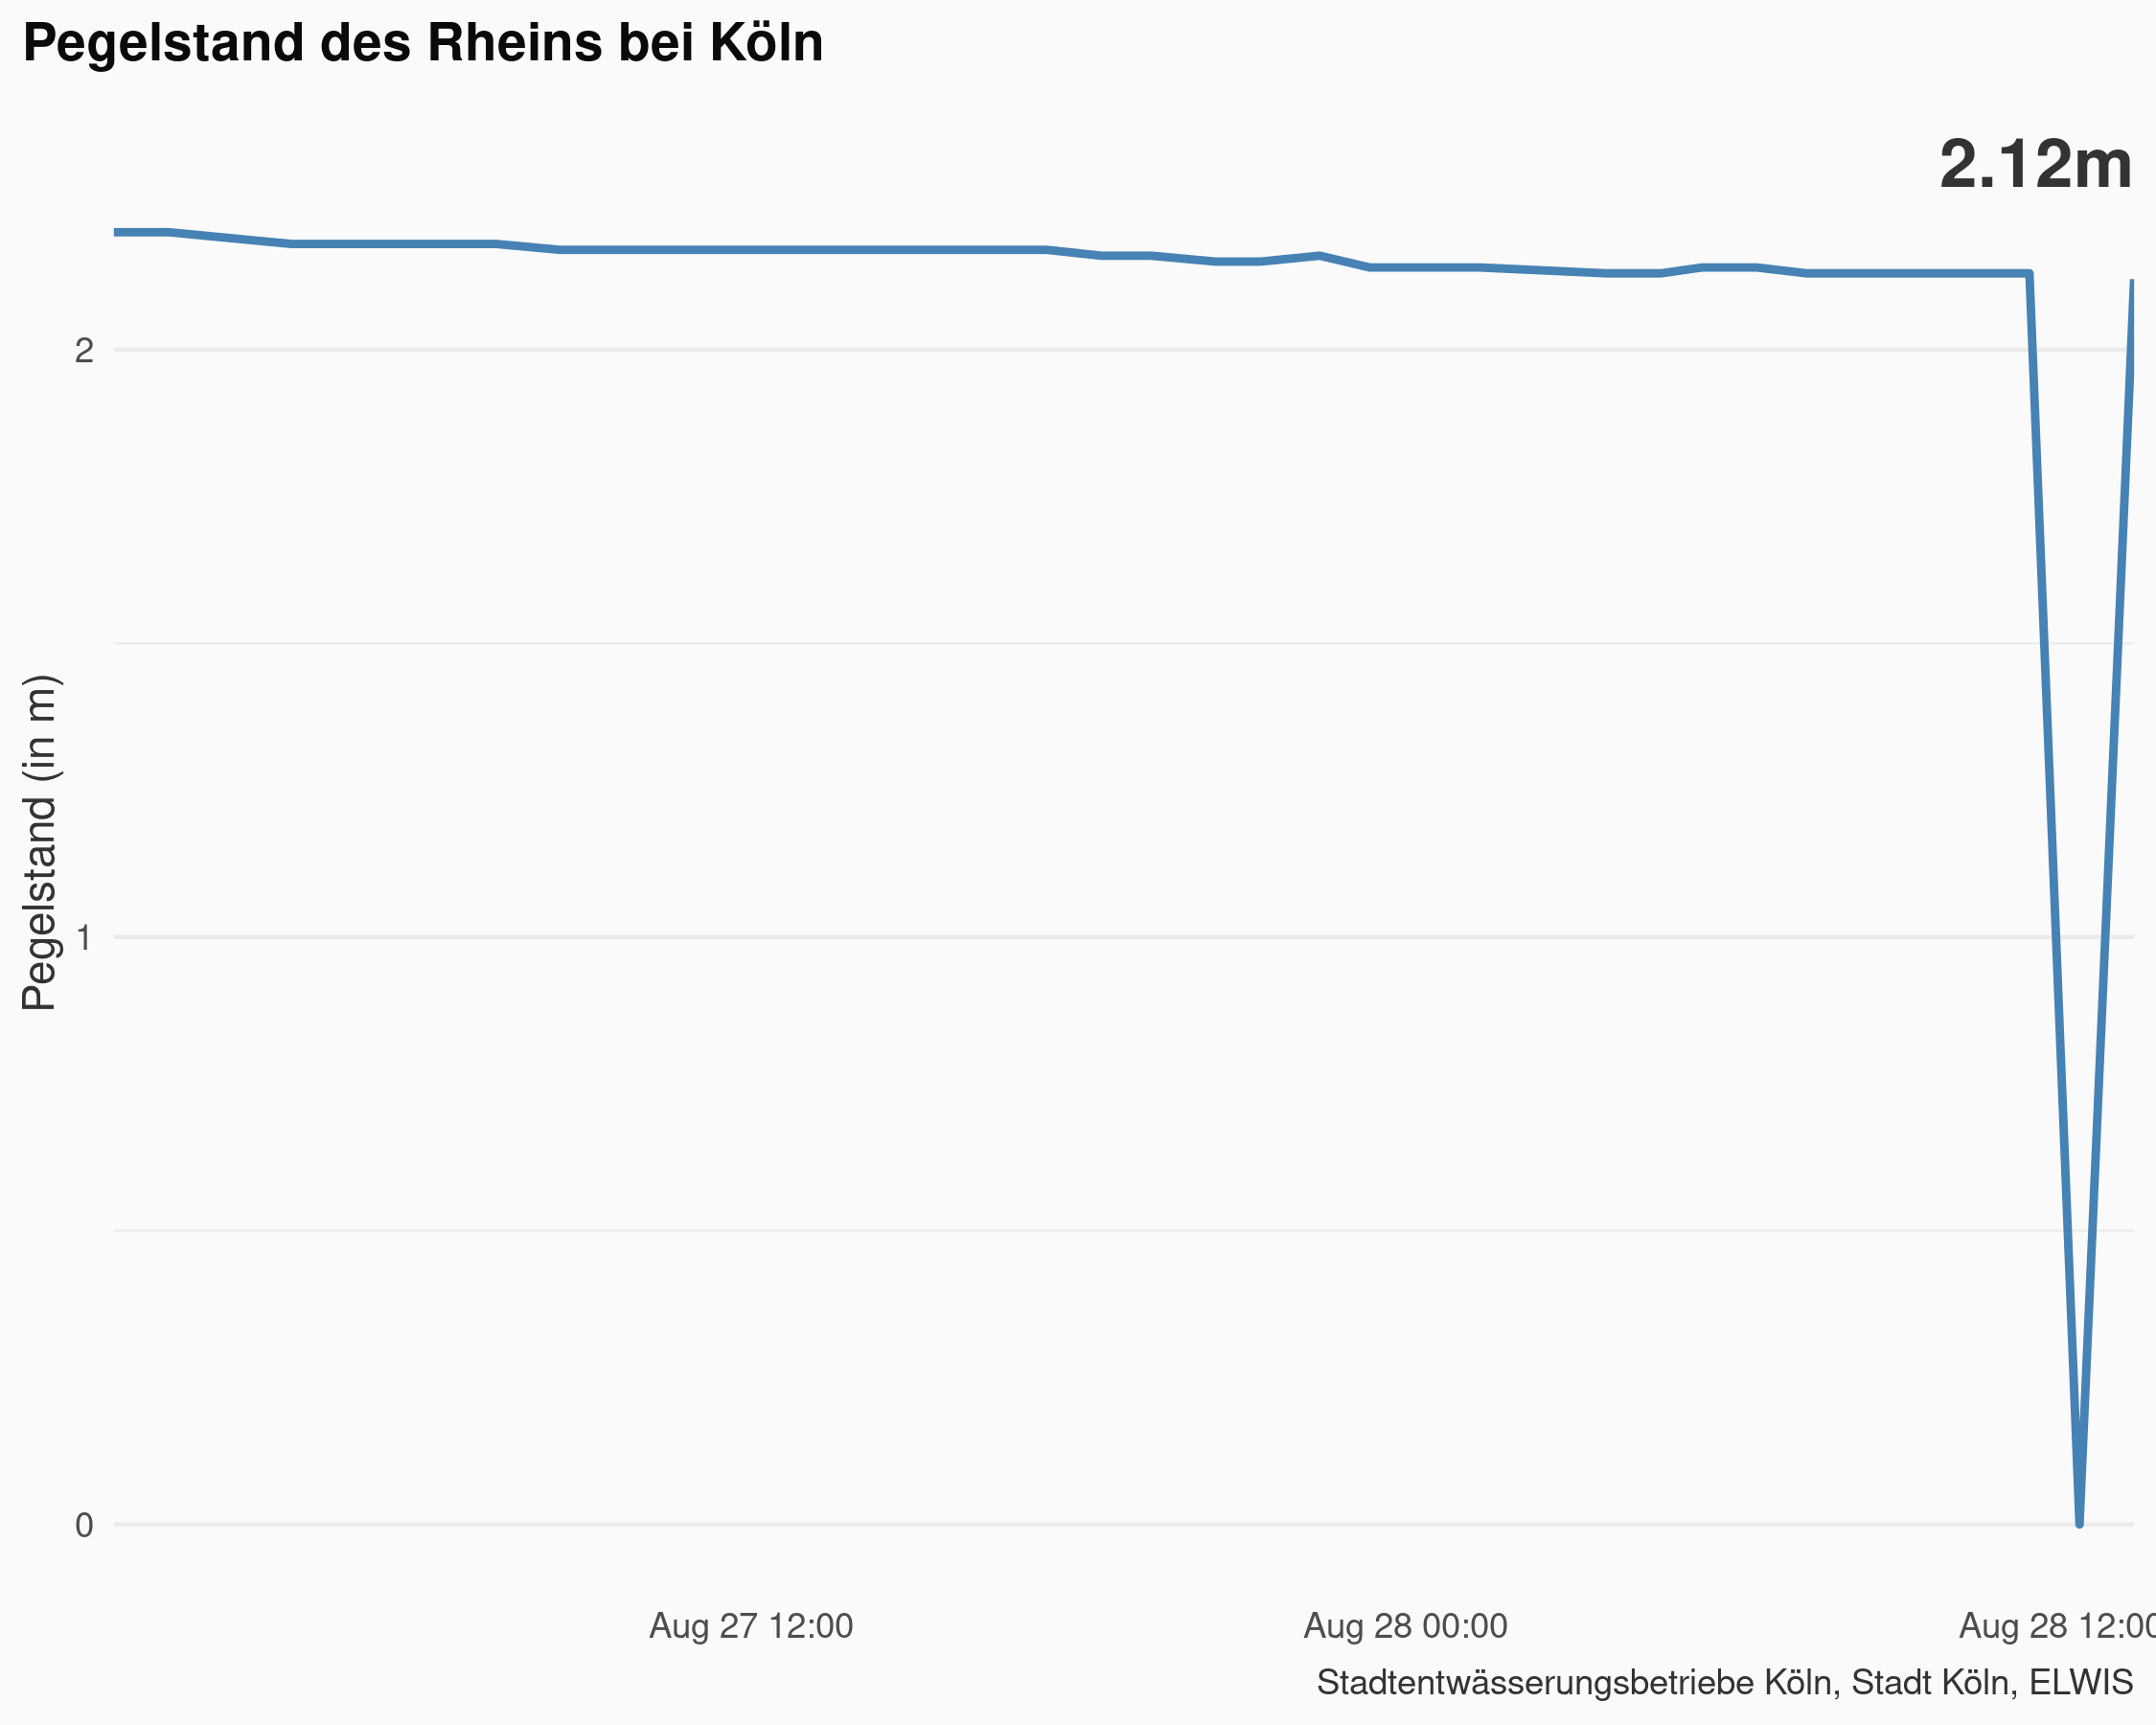 Pegelstand des Rheins bei Köln
2.12m
Pegelstand (in m)
2
1
0
Aug 27 12:00
Aug 28 00:00
Aug 28 12:00
Stadtentwässerungsbetriebe Köln, Stadt Köln, ELWIS